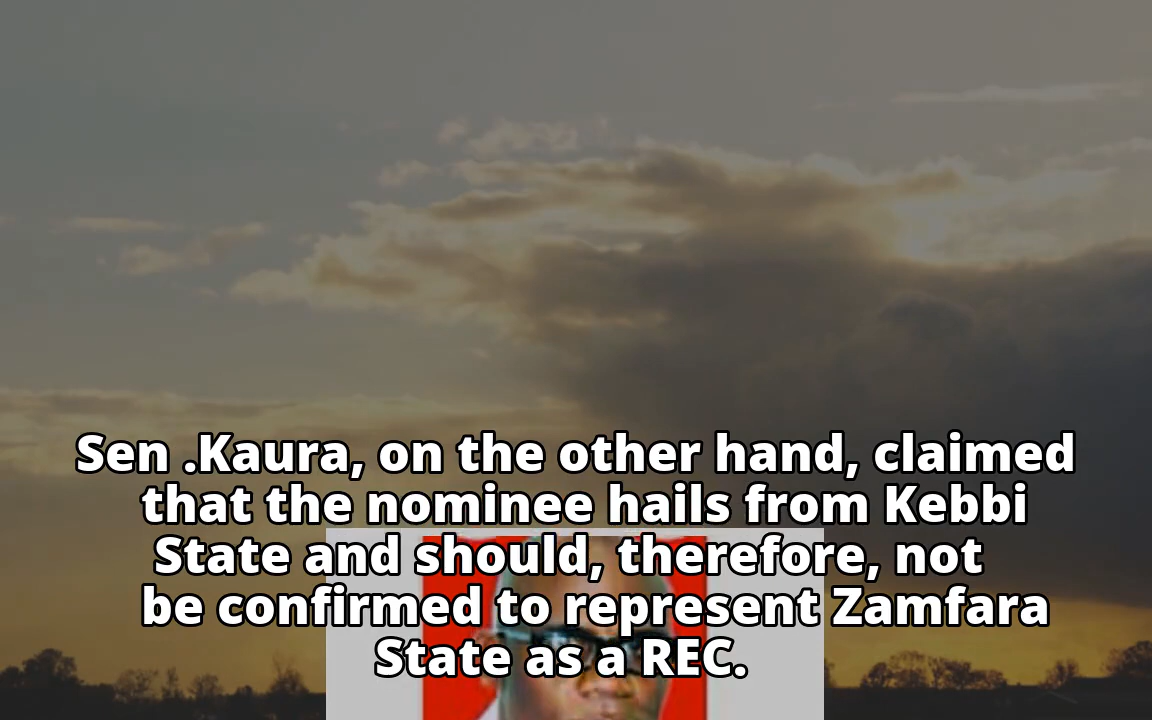 Sen .Kaura, on the other hand, claimed
that the nominee hails from Kebbi
State and should, therefore, not
be confirmed to represent Zamfara
State as a REC.